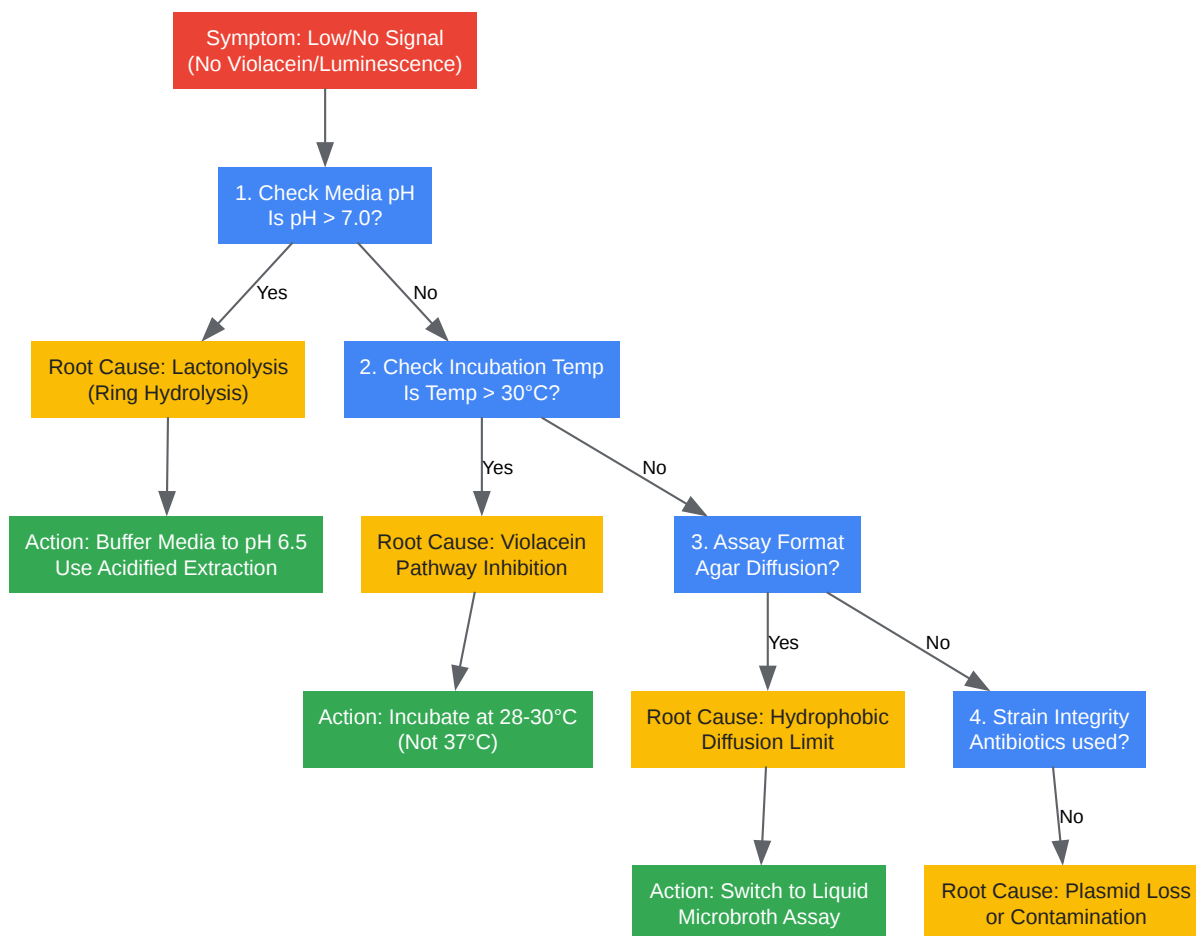 Symptom: Low/No Signal
(No Violacein/Luminescence)
1. Check Media pH
Is pH > 7.0?
Yes
No
Root Cause: Lactonolysis
(Ring Hydrolysis)
2. Check Incubation Temp
Is Temp > 30°C?
Yes
No
Action: Buffer Media to pH 6.5
Use Acidified Extraction
Root Cause: Violacein
Pathway Inhibition
3. Assay Format
Agar Diffusion?
Yes
No
Action: Incubate at 28-30°C
(Not 37°C)
Root Cause: Hydrophobic
Diffusion Limit
4. Strain Integrity
Antibiotics used?
No
Action: Switch to Liquid
Microbroth Assay
Root Cause: Plasmid Loss
or Contamination